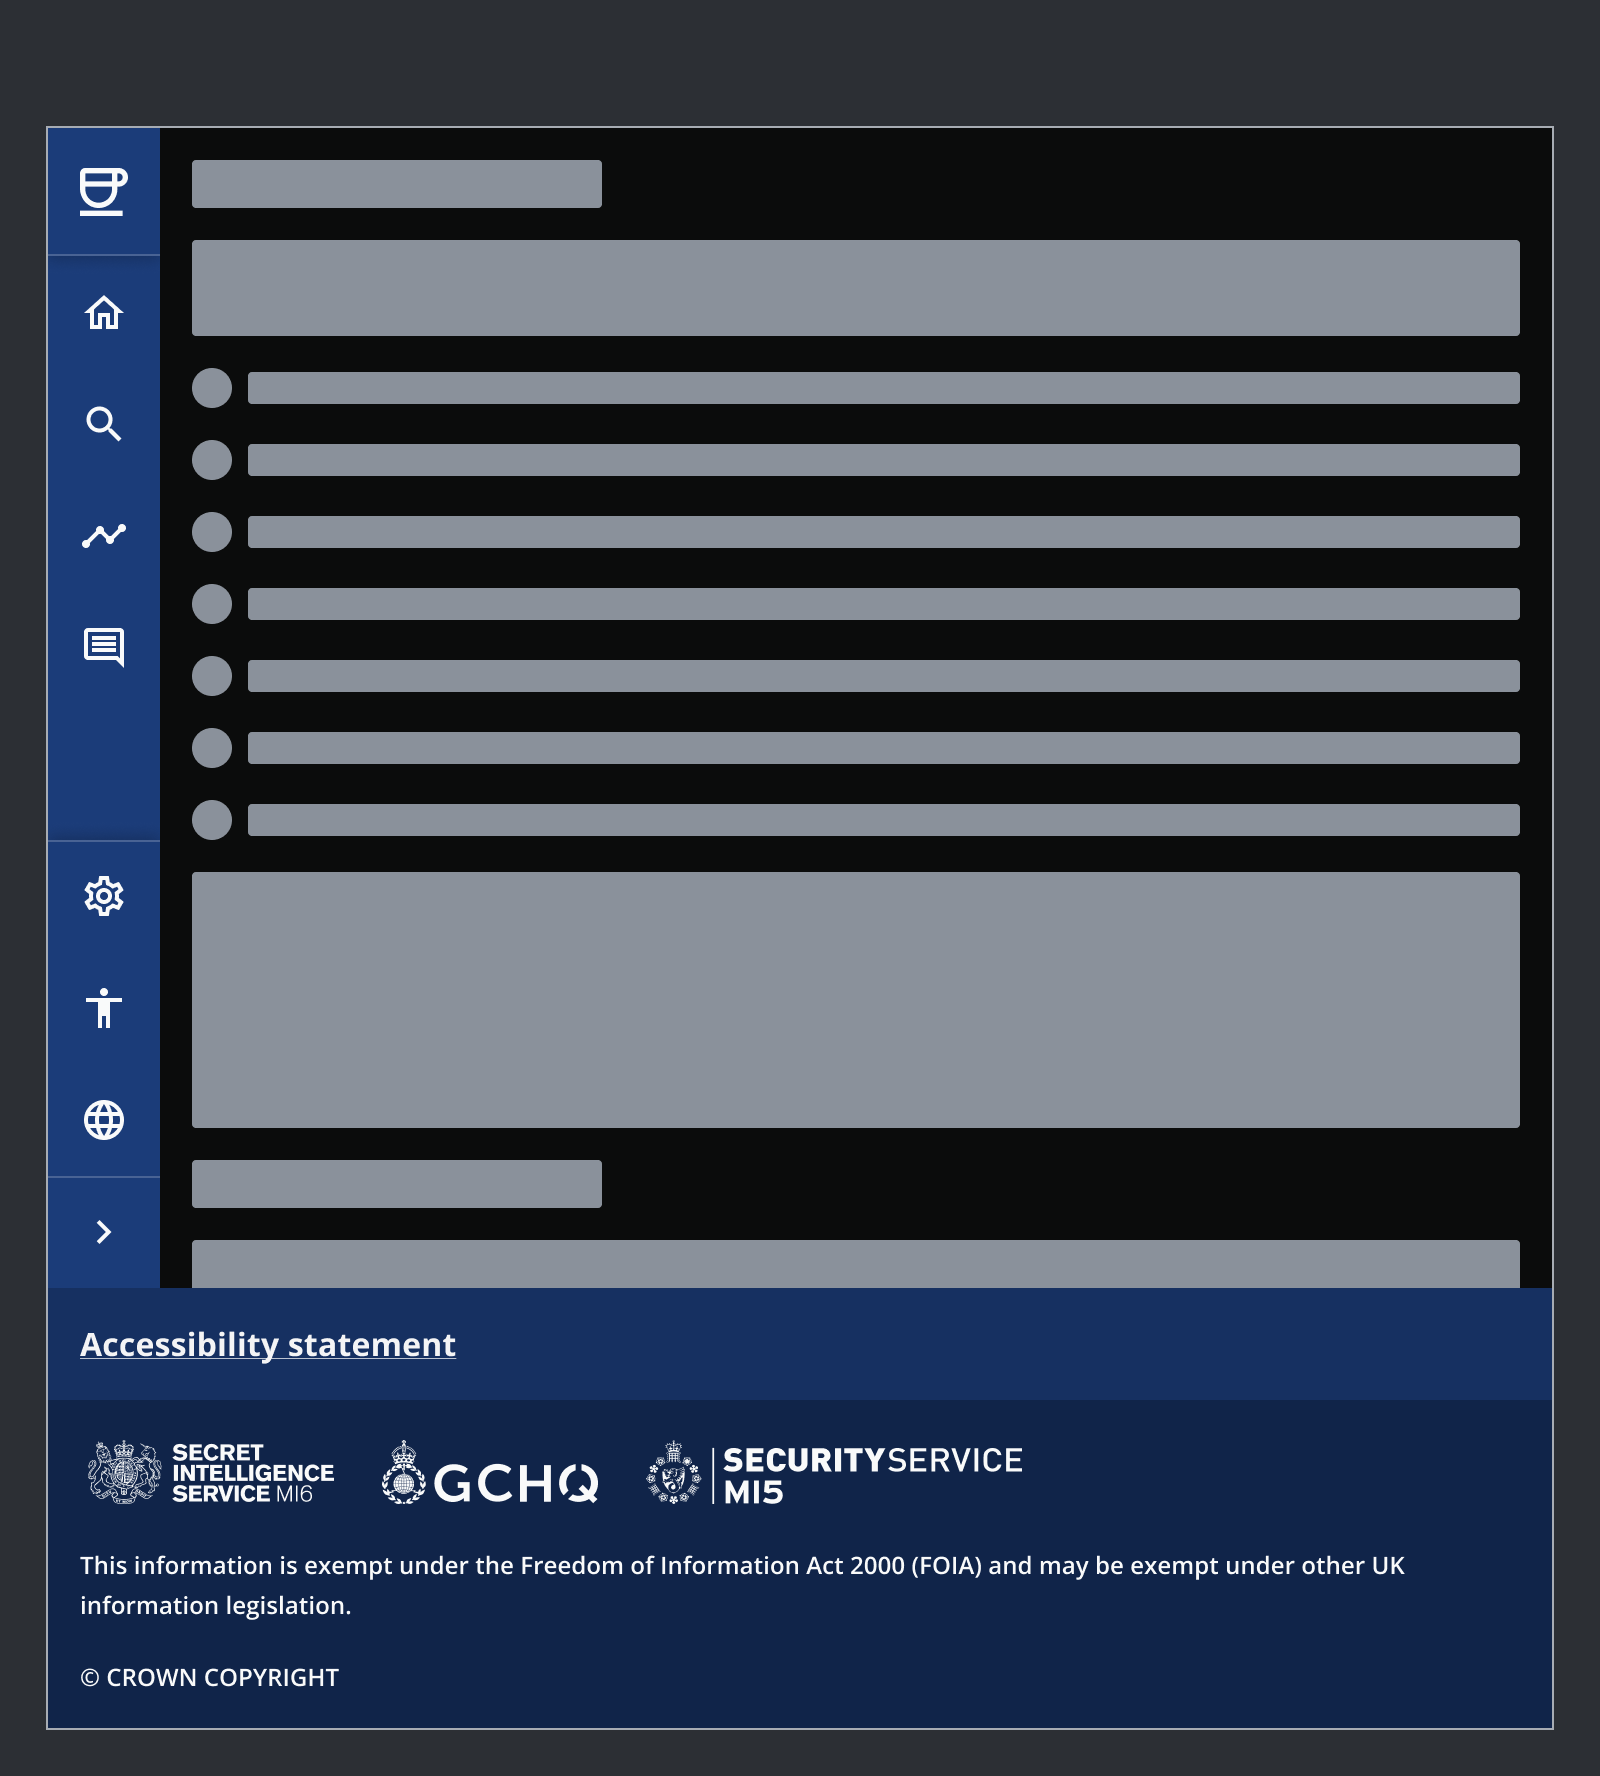 Accessibility statement
SECRET
INTELLIGENCE
SERVICE MI6
GCHQ
SECURITYSERVICE
MI5
This information is exempt under the Freedom of Information Act 2000 (FOIA) and may be exempt under other UK
information legislation.
© CROWN COPYRIGHT